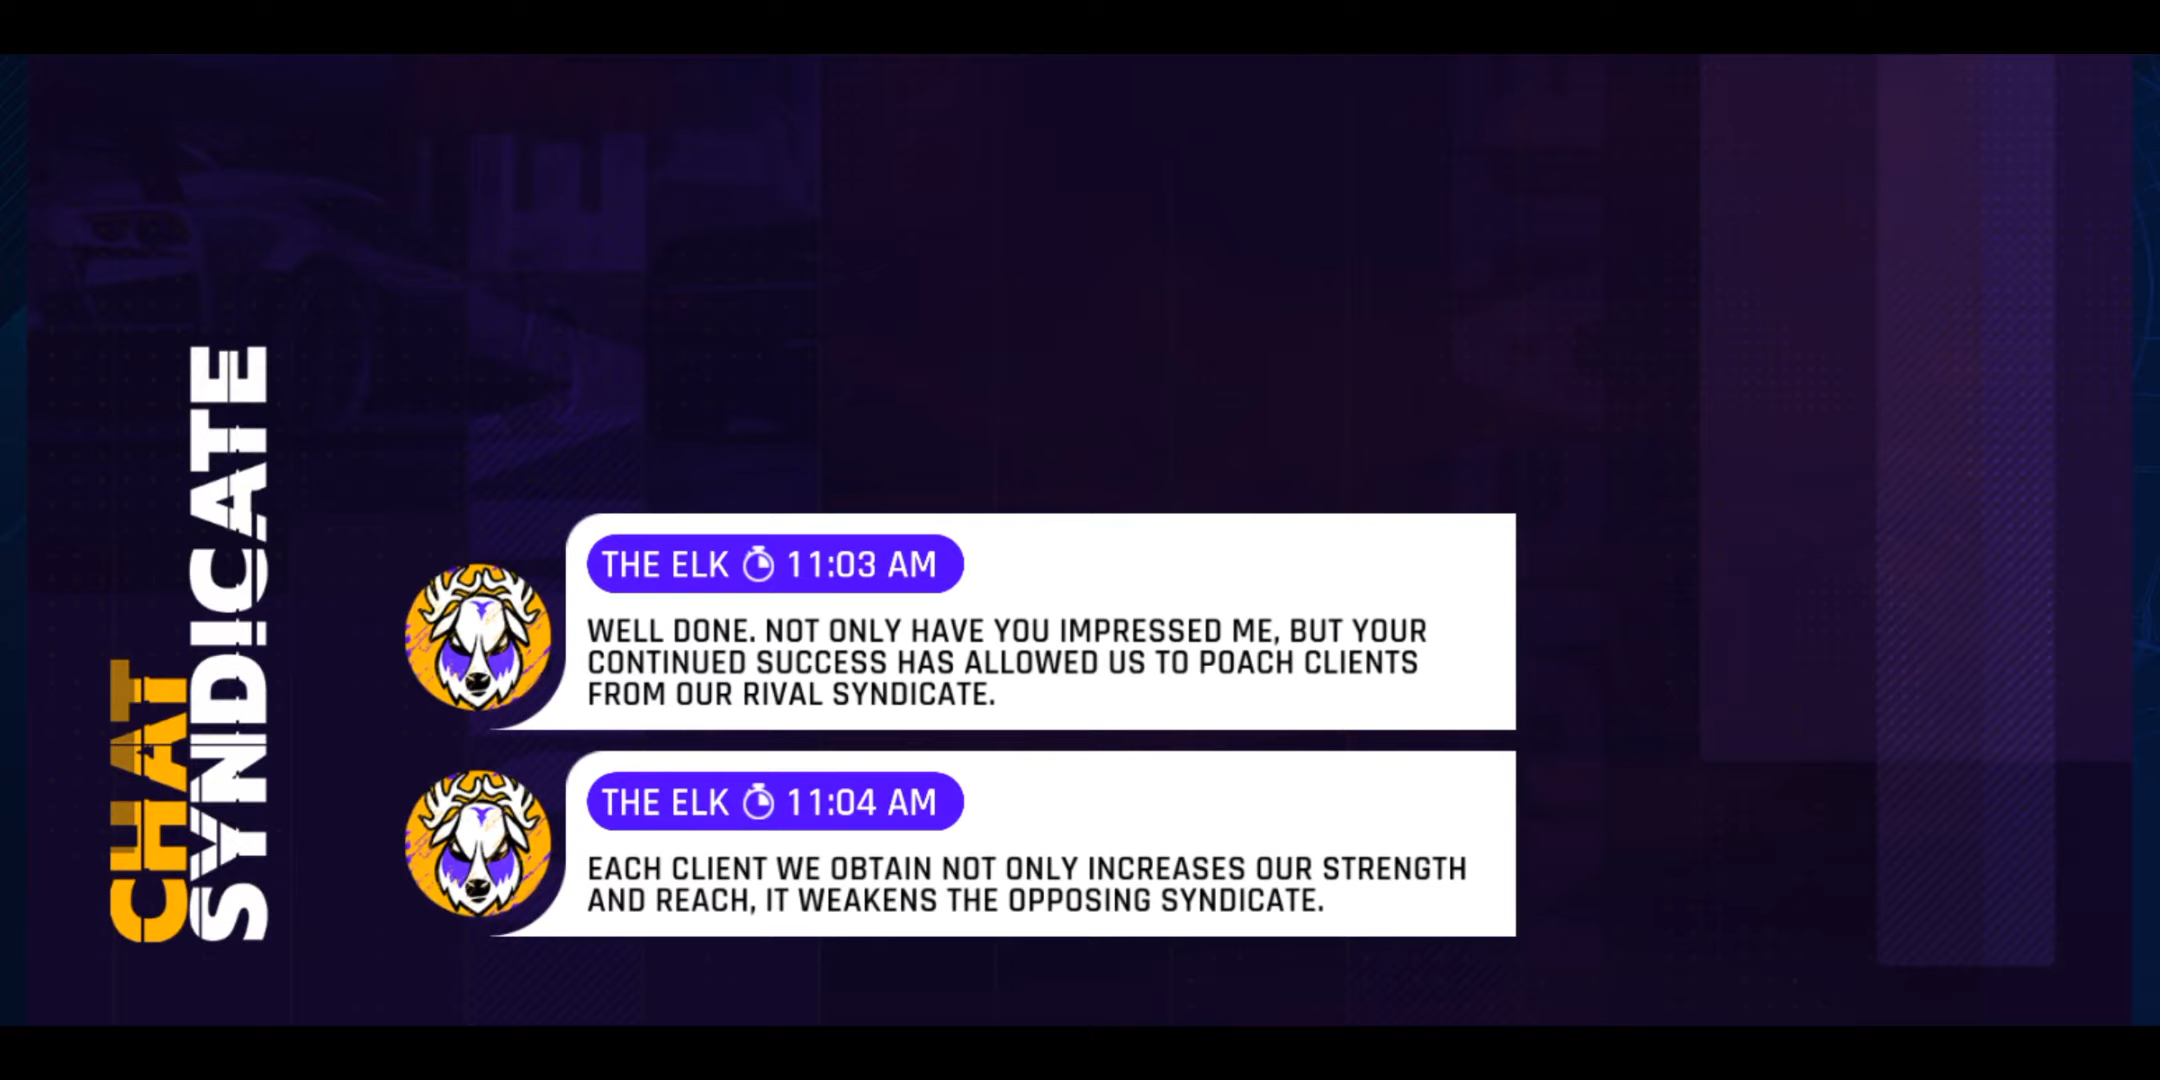 CHAT
SYNDICATE
THE ELK 11:03 AM
WELL DONE. NOT ONLY HAVE YOU IMPRESSED ME, BUT YOUR
CONTINUED SUCCESS HAS ALLOWED US TO POACH CLIENTS
FROM OUR RIVAL SYNDICATE.
THE ELK 11:04 AM
EACH CLIENT WE OBTAIN NOT ONLY INCREASES OUR STRENGTH
AND REACH, IT WEAKENS THE OPPOSING SYNDICATE.